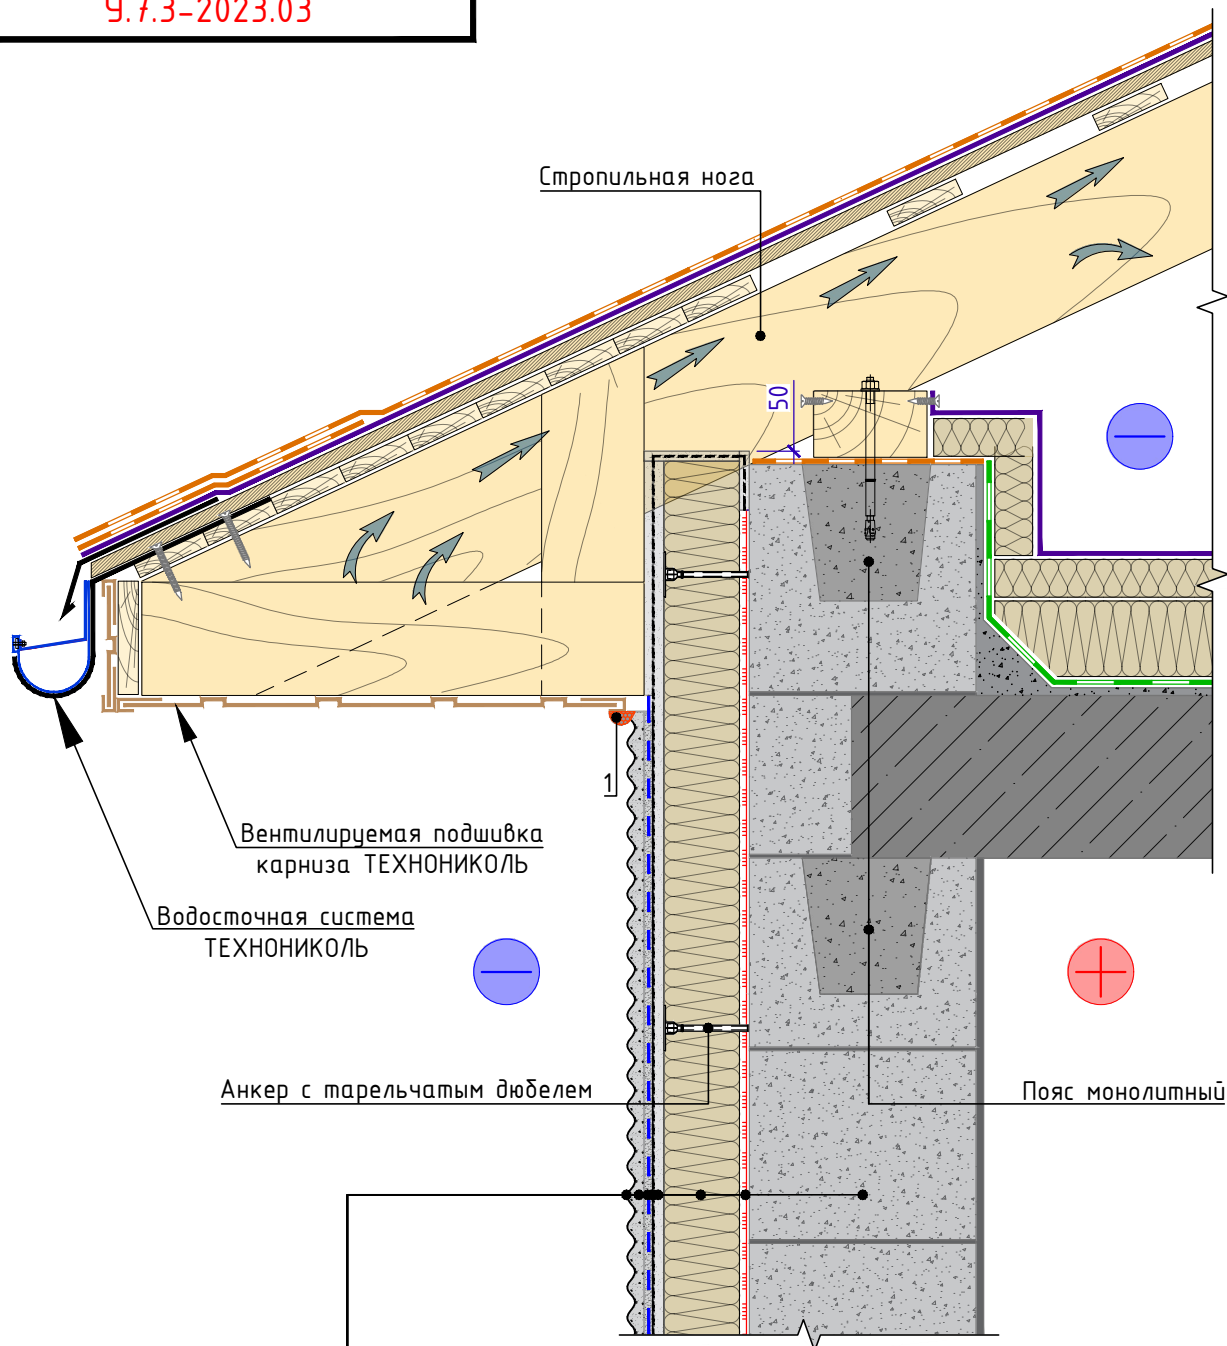 У.7.3-2023.03
Стропильная нога
50
1
Вентилируемая подшивка
карниза ТЕХНОНИКОЛЬ
Водосточная система
ТЕХНОНИКОЛЬ
Анкер с тарельчатым дюбелем
Пояс монолитный